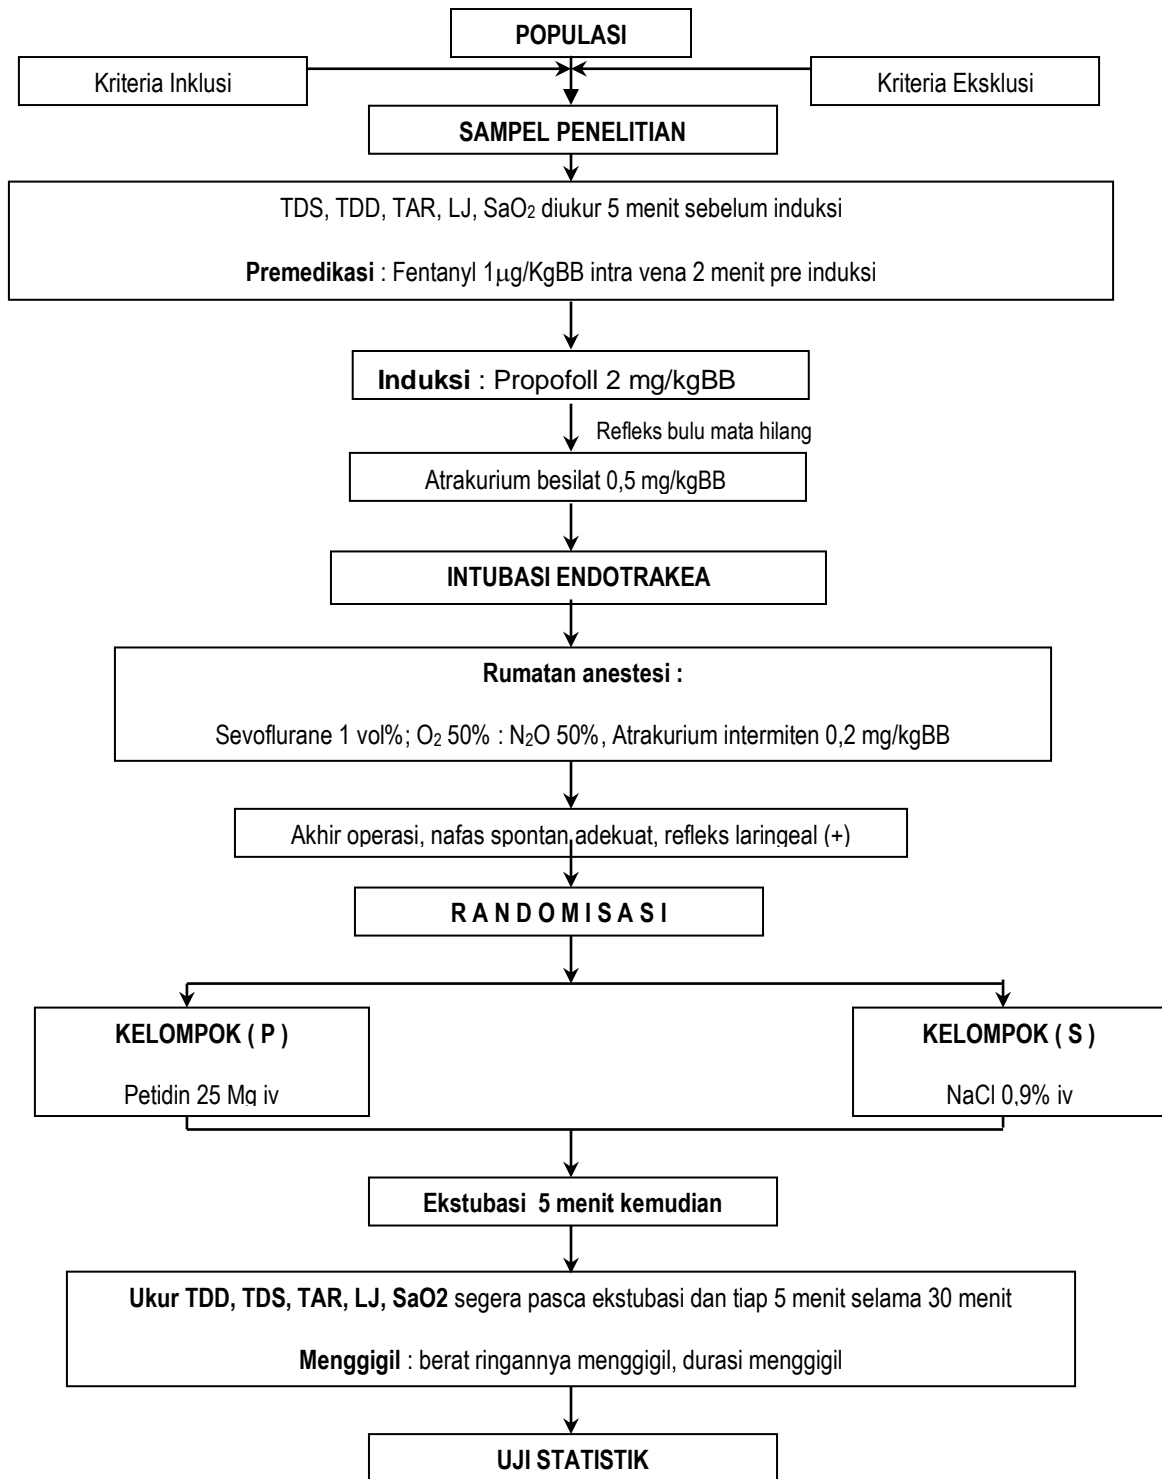 POPULASI
Kriteria Inklusi
Kriteria Eksklusi
SAMPEL PENELITIAN
TDS, TDD, TAR, LJ, SaO₂ diukur 5 menit sebelum induksi
Premedikasi : Fentanyl 1µg/KgBB intra vena 2 menit pre induksi
Induksi : Propofoll 2 mg/kgBB
Refleks bulu mata hilang
Atrakurium besilat 0,5 mg/kgBB
INTUBASI ENDOTRAKEA
Rumatan anestesi :
Sevoflurane 1 vol%; O₂ 50% : N₂O 50%, Atrakurium intermiten 0,2 mg/kgBB
Akhir operasi, nafas spontan adekuat, refleks laringeal (+)
R A N D O M I S A S I
KELOMPOK ( P )
Petidin 25 Mg iv
KELOMPOK ( S )
NaCl 0,9% iv
Ekstubasi 5 menit kemudian
Ukur TDD, TDS, TAR, LJ, SaO2 segera pasca ekstubasi dan tiap 5 menit selama 30 menit
Menggigil : berat ringannya menggigil, durasi menggigil
UJI STATISTIK